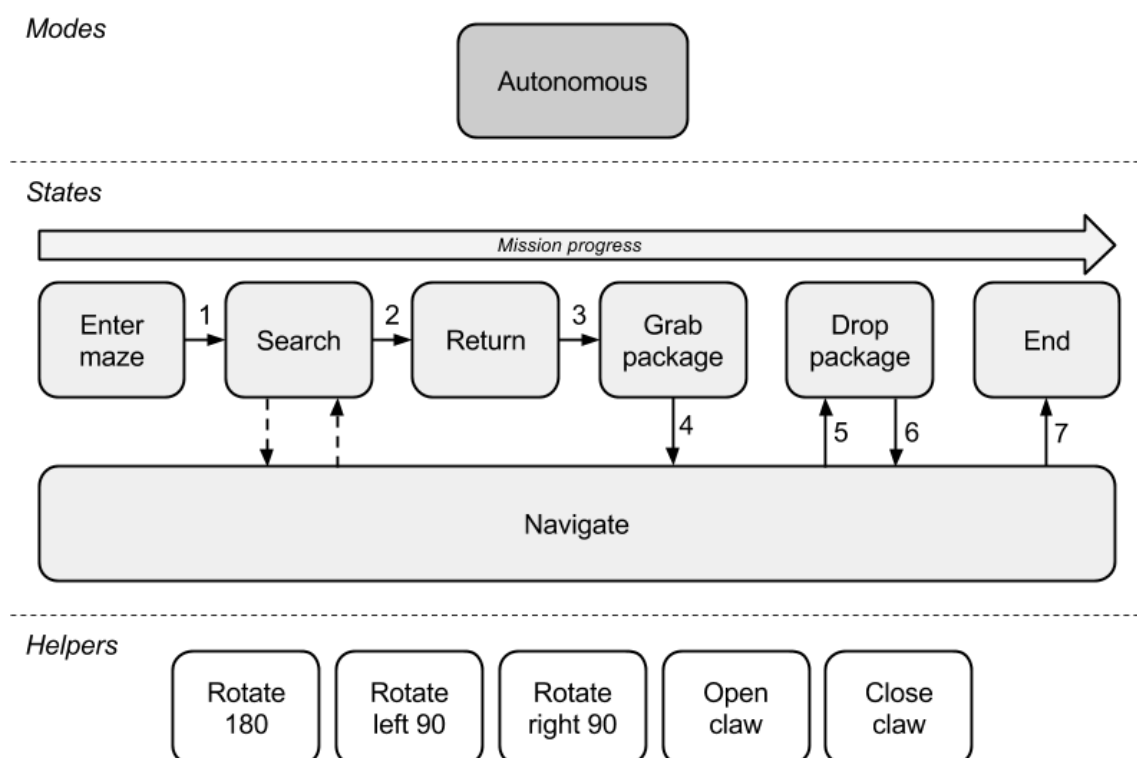 Modes
Autonomous
States
Mission progress
Enter
maze
1
Search
2
Return
3
Grab
package
Drop
package
End
4
5
6
7
Navigate
Helpers
Rotate
180
Rotate
left 90
Rotate
right 90
Open
claw
Close
claw